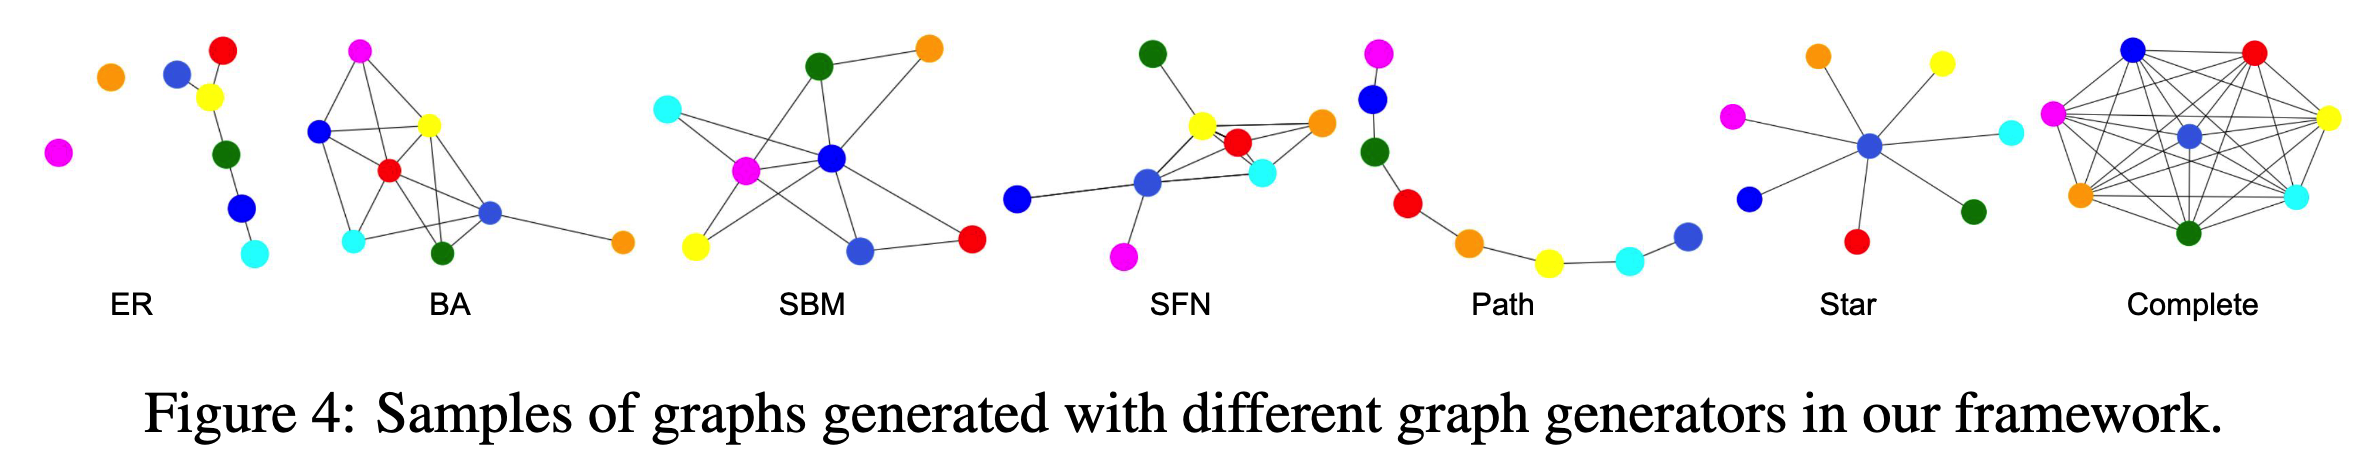 ER BA SBM SFN Path Star Complete
Figure 4: Samples of graphs generated with different graph generators in our framework.